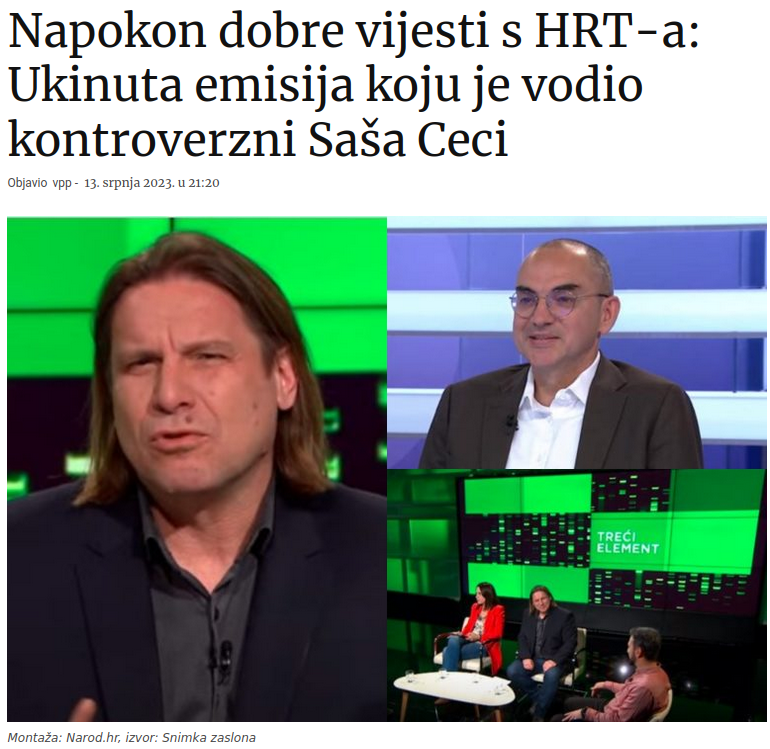 Napokon dobre vijesti s HRT-a:
Ukinuta emisija koju je vodio
kontroverzni Saša Ceci
Objavio vpp - 13. srpnja 2023. u 21:20
TREĆI
ELEMENT
Montaža: Narod.hr, izvor: Snimka zaslona